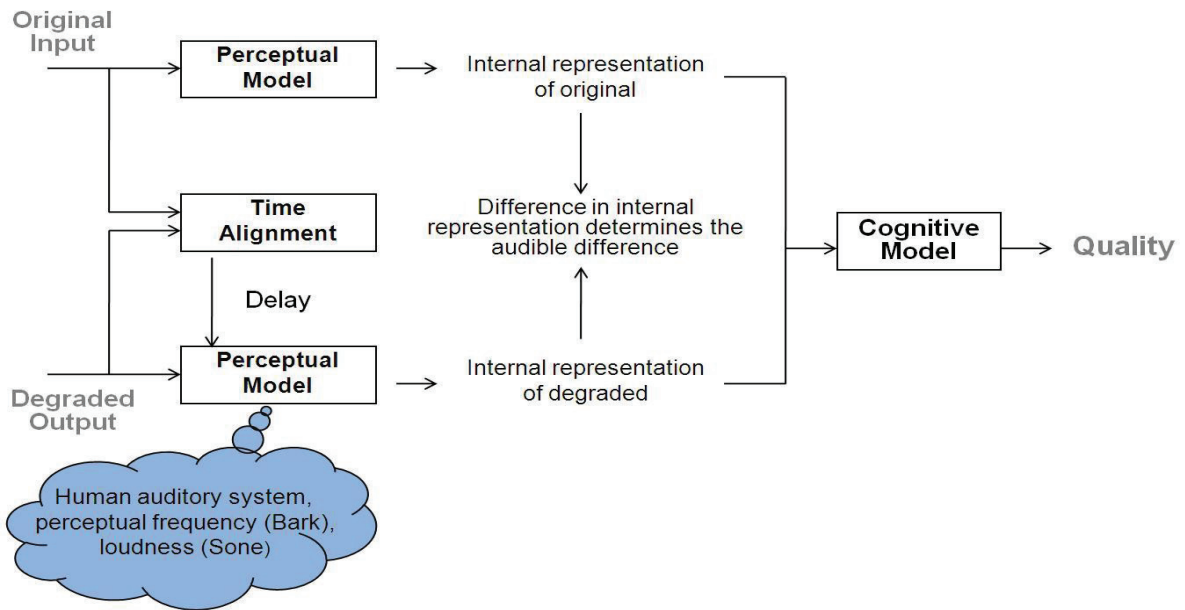 Original
Input
Perceptual
Model
Internal representation
of original
Time
Alignment
Difference in internal
representation determines the
audible difference
Cognitive
Model
Quality
Delay
Perceptual
Model
Internal representation
of degraded
Degraded
Output
Human auditory system,
perceptual frequency (Bark),
loudness (Sone)